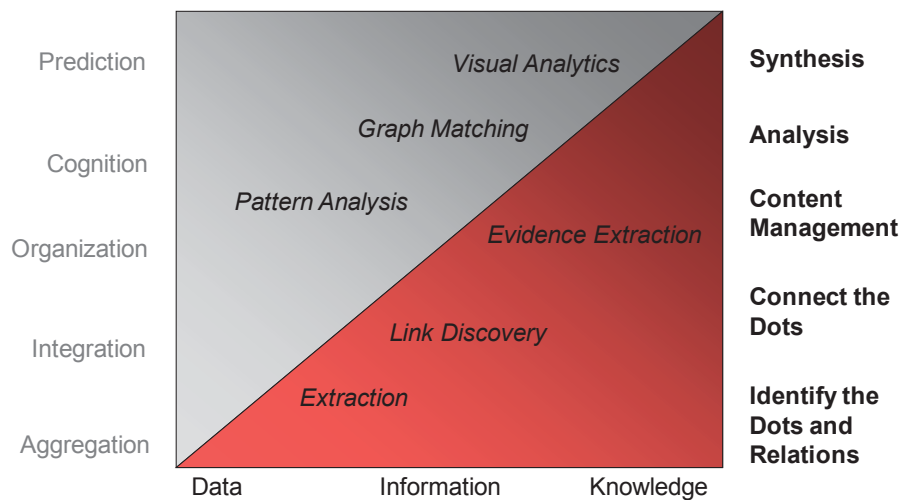 Prediction
Cognition
Organization
Integration
Aggregation
Visual Analytics
Graph Matching
Pattern Analysis
Evidence Extraction
Link Discovery
Extraction
Synthesis
Analysis
Content
Management
Connect the
Dots
Identify the
Dots and
Relations
Data
Information
Knowledge